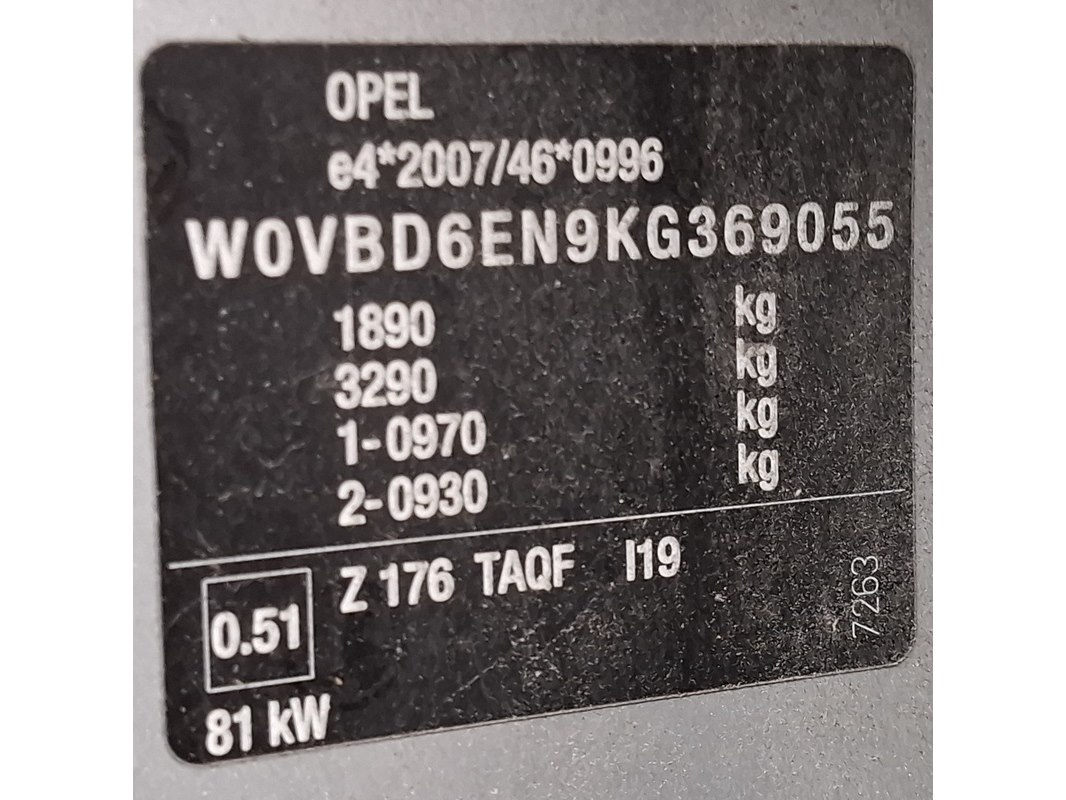 OPEL
e4*2007/46*0996
W0VBD6EN9KG369055
1890 kg
3290 kg
1-0970 kg
2-0930 kg
0.51 Z 176 TAQF I19
81 kW
7263